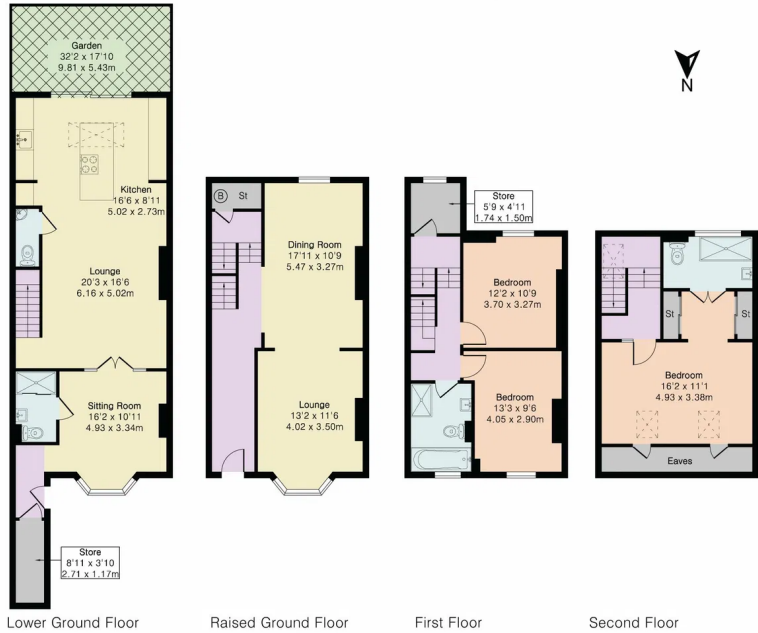 Garden
32'2 x 17'10
9.81 x 5.43m
N
Kitchen
16'6 x 8'11
5.02 x 2.73m
Lounge
20'3 x 16'6
6.16 x 5.02m
Sitting Room
16'2 x 10'11
4.93 x 3.34m
Store
8'11 x 3'10
2.71 x 1.17m
Lower Ground Floor
B
St
Dining Room
17'11 x 10'9
5.47 x 3.27m
Lounge
13'2 x 11'6
4.02 x 3.50m
Raised Ground Floor
Store
5'9 x 4'11
1.74 x 1.50m
Bedroom
12'2 x 10'9
3.70 x 3.27m
Bedroom
13'3 x 9'6
4.05 x 2.90m
First Floor
St
St
Bedroom
16'2 x 11'1
4.93 x 3.38m
Eaves
Second Floor